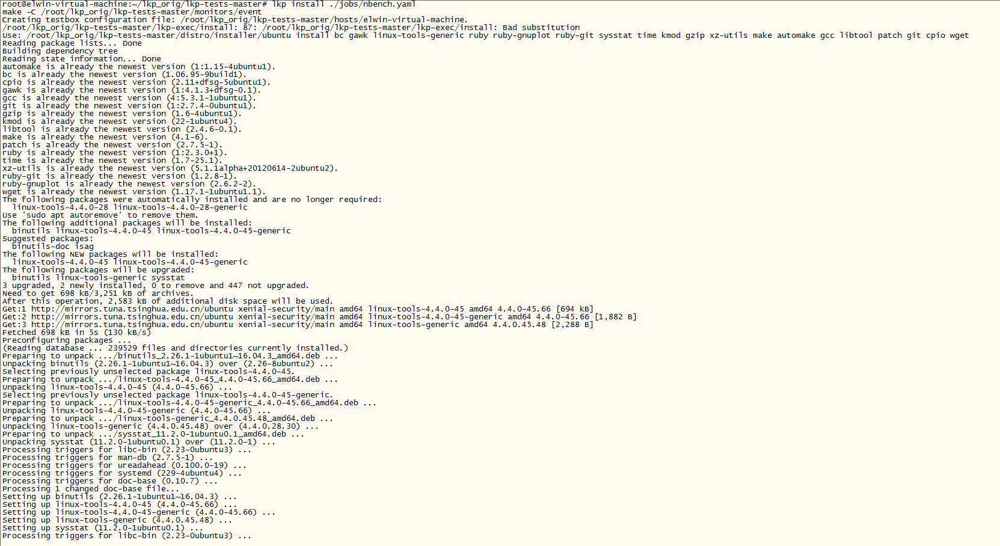 root@elwin-virtual-machine:~/lkp_orig/lkp-tests-master# lkp install ./jobs/nbench.yaml
make -C /root/lkp_orig/lkp-tests-master/monitors/event
Creating testbox configuration file: /root/lkp_orig/lkp-tests-master/hosts/elwin-virtual-machine.
/root/lkp_orig/lkp-tests-master/lkp-exec/install: 87: /root/lkp_orig/lkp-tests-master/lkp-exec/install: Bad substitution
Use: /root/lkp_orig/lkp-tests-master/distro/installer/ubuntu install bc gawk linux-tools-generic ruby ruby-gnuplot ruby-git sysstat time kmod gzip xz-utils make automake gcc libtool patch git cpio wget
Reading package lists... Done
Building dependency tree
Reading state information... Done
automake is already the newest version (1:1.15-4ubuntu1).
bc is already the newest version (1.06.95-9build1).
cpio is already the newest version (2.11+dfsg-5ubuntu1).
gawk is already the newest version (1:4.1.3+dfsg-0.1).
gcc is already the newest version (4:5.3.1-1ubuntu1).
git is already the newest version (1:2.7.4-0ubuntu1).
gzip is already the newest version (1.6-4ubuntu1).
kmod is already the newest version (22-1ubuntu4).
libtool is already the newest version (2.4.6-0.1).
make is already the newest version (4.1-6).
patch is already the newest version (2.7.5-1).
ruby is already the newest version (1:2.3.0+1).
time is already the newest version (1.7-25.1).
xz-utils is already the newest version (5.1.1alpha+20120614-2ubuntu2).
ruby-git is already the newest version (1.2.8-1).
ruby-gnuplot is already the newest version (2.6.2-2).
wget is already the newest version (1.17.1-1ubuntu1.1).
The following packages were automatically installed and are no longer required:
  linux-tools-4.4.0-28 linux-tools-4.4.0-28-generic
Use 'sudo apt autoremove' to remove them.
The following additional packages will be installed:
  binutils linux-tools-4.4.0-45 linux-tools-4.4.0-45-generic
Suggested packages:
  binutils-doc isag
The following NEW packages will be installed:
  linux-tools-4.4.0-45 linux-tools-4.4.0-45-generic
The following packages will be upgraded:
  binutils linux-tools-generic sysstat
3 upgraded, 2 newly installed, 0 to remove and 447 not upgraded.
Need to get 698 kB/3,251 kB of archives.
After this operation, 2,583 kB of additional disk space will be used.
Get:1 http://mirrors.tuna.tsinghua.edu.cn/ubuntu xenial-security/main amd64 linux-tools-4.4.0-45 amd64 4.4.0-45.66 [694 kB]
Get:2 http://mirrors.tuna.tsinghua.edu.cn/ubuntu xenial-security/main amd64 linux-tools-4.4.0-45-generic amd64 4.4.0-45.66 [1,882 B]
Get:3 http://mirrors.tuna.tsinghua.edu.cn/ubuntu xenial-security/main amd64 linux-tools-generic amd64 4.4.0.45.48 [2,288 B]
Fetched 698 kB in 5s (130 kB/s)
Preconfiguring packages ...
(Reading database ... 239529 files and directories currently installed.)
Preparing to unpack .../binutils_2.26.1-1ubuntu1~16.04.3_amd64.deb ...
Unpacking binutils (2.26.1-1ubuntu1~16.04.3) over (2.26-8ubuntu2) ...
Selecting previously unselected package linux-tools-4.4.0-45.
Preparing to unpack .../linux-tools-4.4.0-45_4.4.0-45.66_amd64.deb ...
Unpacking linux-tools-4.4.0-45 (4.4.0-45.66) ...
Selecting previously unselected package linux-tools-4.4.0-45-generic.
Preparing to unpack .../linux-tools-4.4.0-45-generic_4.4.0-45.66_amd64.deb ...
Unpacking linux-tools-4.4.0-45-generic (4.4.0-45.66) ...
Preparing to unpack .../linux-tools-generic_4.4.0.45.48_amd64.deb ...
Unpacking linux-tools-generic (4.4.0.45.48) over (4.4.0.28.30) ...
Preparing to unpack .../sysstat_11.2.0-1ubuntu0.1_amd64.deb ...
Unpacking sysstat (11.2.0-1ubuntu0.1) over (11.2.0-1) ...
Processing triggers for libc-bin (2.23-0ubuntu3) ...
Processing triggers for man-db (2.7.5-1) ...
Processing triggers for ureadahead (0.100.0-19) ...
Processing triggers for systemd (229-4ubuntu4) ...
Processing triggers for doc-base (0.10.7) ...
Processing 1 changed doc-base file...
Setting up binutils (2.26.1-1ubuntu1~16.04.3) ...
Setting up linux-tools-4.4.0-45 (4.4.0-45.66) ...
Setting up linux-tools-4.4.0-45-generic (4.4.0-45.66) ...
Setting up linux-tools-generic (4.4.0.45.48) ...
Setting up sysstat (11.2.0-1ubuntu0.1) ...
Processing triggers for libc-bin (2.23-0ubuntu3) ...